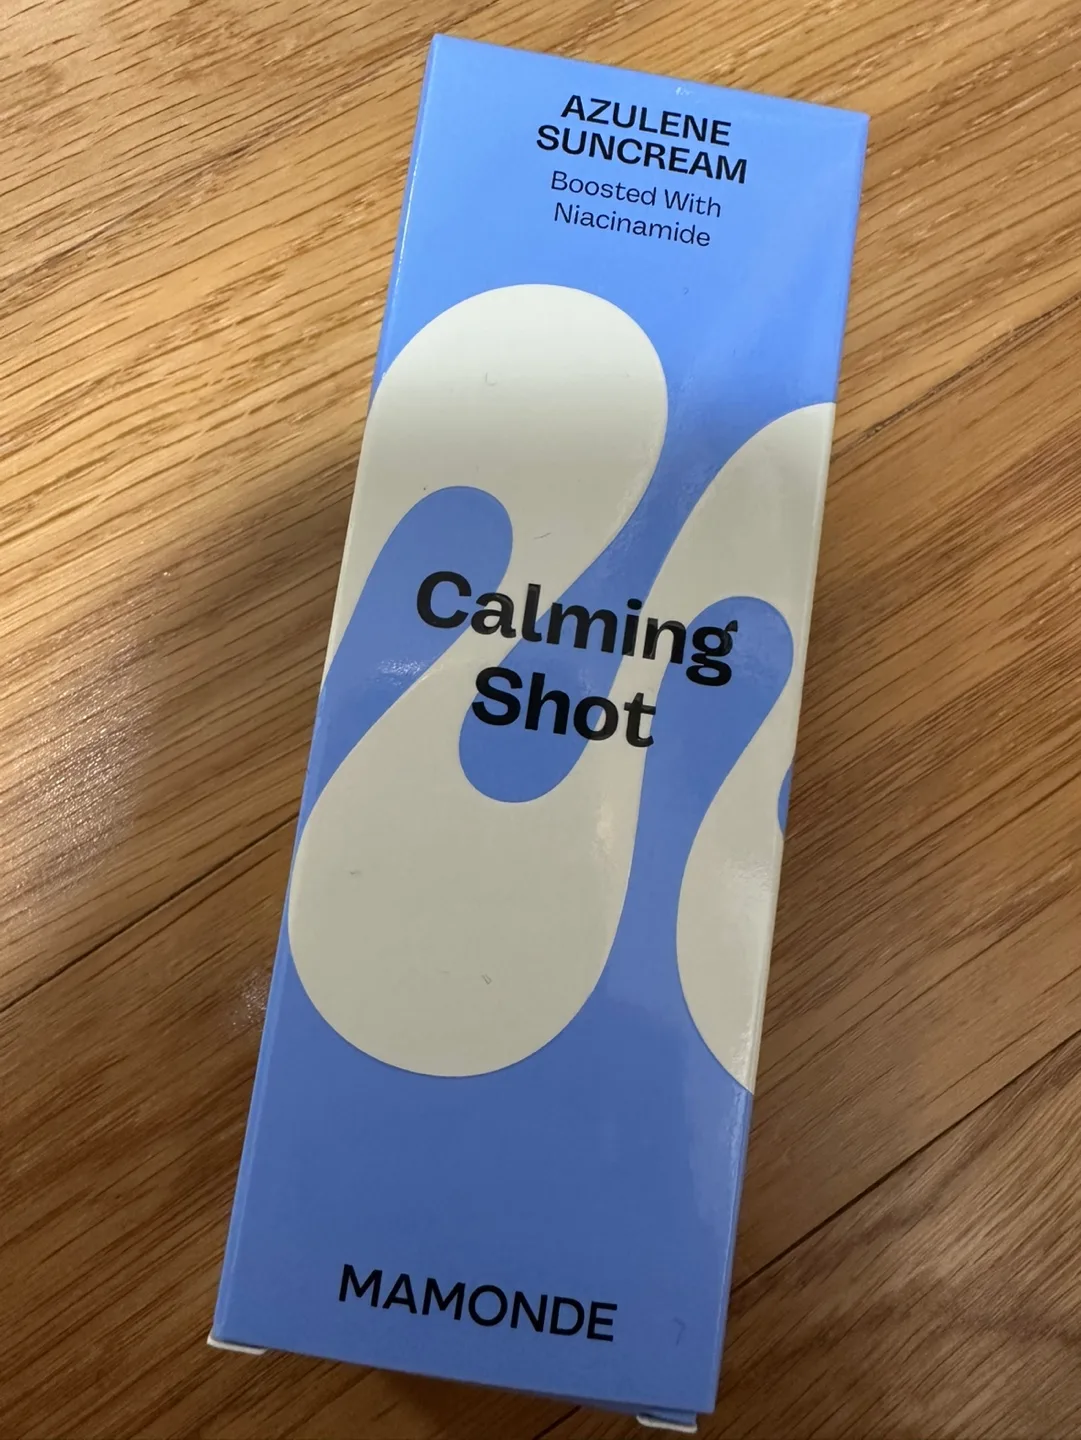 AZULENE
SUNCREAM
Boosted With
Niacinamide
Calming
Shot
MAMONDE